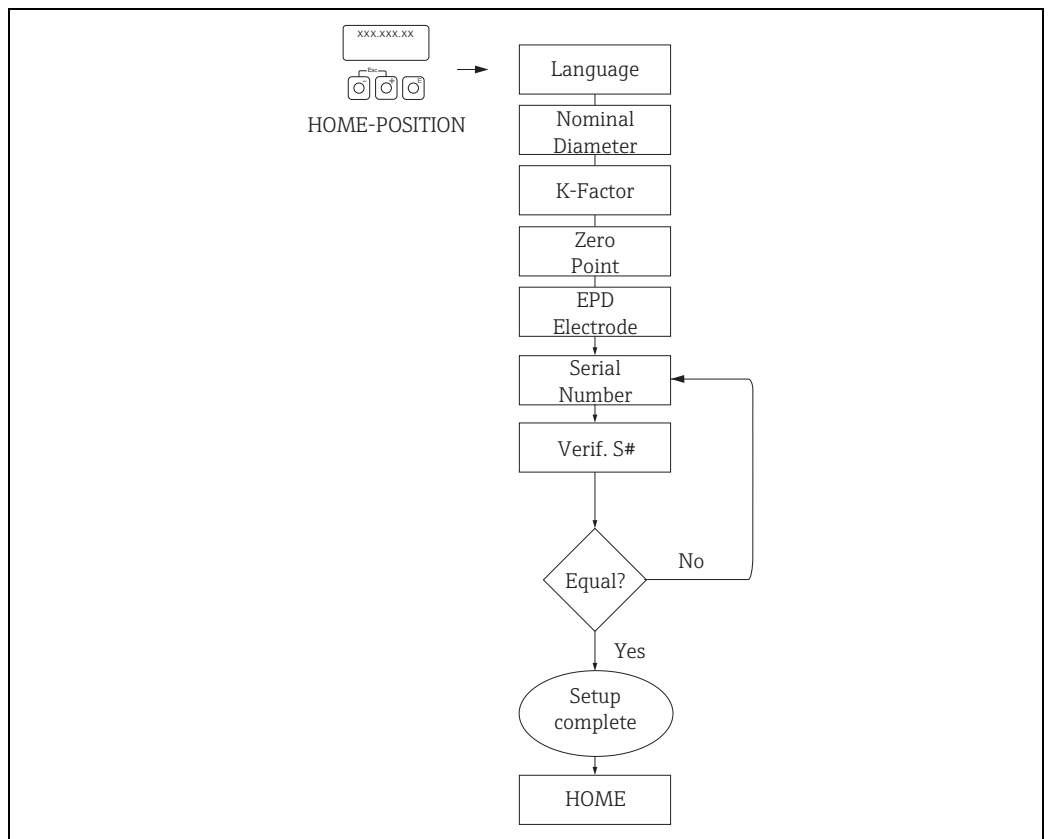 XXX.XXX.XX
Esc
- + E
HOME-POSITION
Language
Nominal
Diameter
K-Factor
Zero
Point
EPD
Electrode
Serial
Number
Verif. S#
Equal?
No
Yes
Setup
complete
HOME